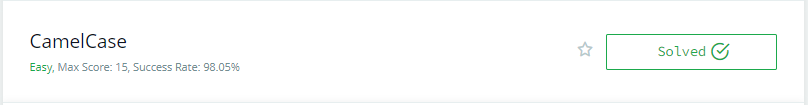 CamelCase
Easy, Max Score: 15, Success Rate: 98.05%
Solved